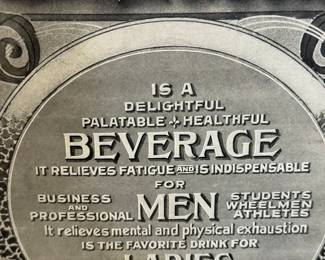 IS A
DELIGHTFUL
PALATABLE HEALTHFUL
BEVERAGE
IT RELIEVES FATIGUE AND IS INDISPENSABLE
FOR
BUSINESS AND PROFESSIONAL MEN STUDENTS WHEELMEN ATHLETES
It relieves mental and physical exhaustion
IS THE FAVORITE DRINK FOR
LADIES